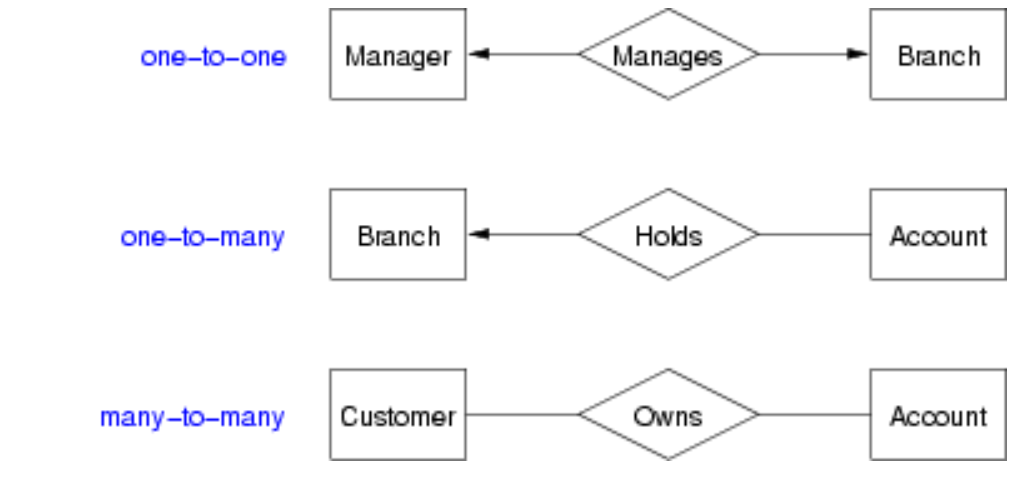 one-to-one Manager Manages Branch
one-to-many Branch Holds Account
many-to-many Customer Owns Account